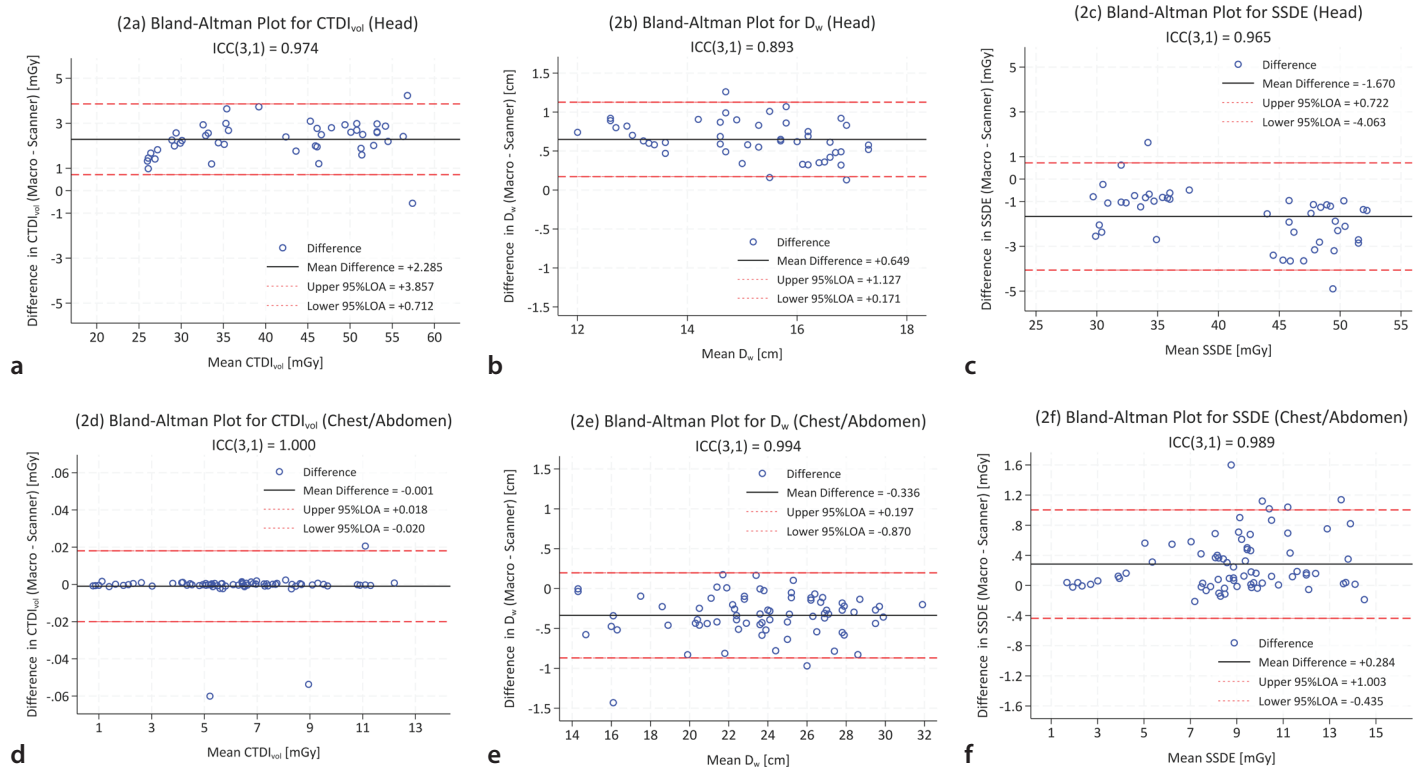 (2a) Bland-Altman Plot for CTDIvol (Head)
ICC(3,1) = 0.974
Difference in CTDIvol (Macro - Scanner) [mGy]
5
3
1
0
-1
-3
-5
Difference
Mean Difference = +2.285
Upper 95%LOA = +3.857
Lower 95%LOA = +0.712
20 25 30 35 40 45 50 55 60
Mean CTDIvol [mGy]
a
(2b) Bland-Altman Plot for Dw (Head)
ICC(3,1) = 0.893
Difference in Dw (Macro - Scanner) [cm]
1.5
1
.5
0
-.5
-1
-1.5
Difference
Mean Difference = +0.649
Upper 95%LOA = +1.127
Lower 95%LOA = +0.171
12 14 16 18
Mean Dw [cm]
b
(2c) Bland-Altman Plot for SSDE (Head)
ICC(3,1) = 0.965
Difference in SSDE (Macro - Scanner) [mGy]
5
3
1
0
-1
-3
-5
Difference
Mean Difference = -1.670
Upper 95%LOA = +0.722
Lower 95%LOA = -4.063
25 30 35 40 45 50 55
Mean SSDE [mGy]
c
(2d) Bland-Altman Plot for CTDIvol (Chest/Abdomen)
ICC(3,1) = 1.000
Difference in CTDIvol (Macro - Scanner) [mGy]
.06
.04
.02
0
-.02
-.04
-.06
Difference
Mean Difference = -0.001
Upper 95%LOA = +0.018
Lower 95%LOA = -0.020
1 3 5 7 9 11 13
Mean CTDIvol [mGy]
d
(2e) Bland-Altman Plot for Dw (Chest/Abdomen)
ICC(3,1) = 0.994
Difference in Dw (Macro - Scanner) [cm]
1.5
1
.5
0
-.5
-1
-1.5
Difference
Mean Difference = -0.336
Upper 95%LOA = +0.197
Lower 95%LOA = -0.870
14 16 18 20 22 24 26 28 30 32
Mean Dw [cm]
e
(2f) Bland-Altman Plot for SSDE (Chest/Abdomen)
ICC(3,1) = 0.989
Difference in SSDE (Macro - Scanner) [mGy]
1.6
1.2
.8
.4
0
-.4
-.8
-1.2
-1.6
Difference
Mean Difference = +0.284
Upper 95%LOA = +1.003
Lower 95%LOA = -0.435
1 3 5 7 9 11 13 15
Mean SSDE [mGy]
f